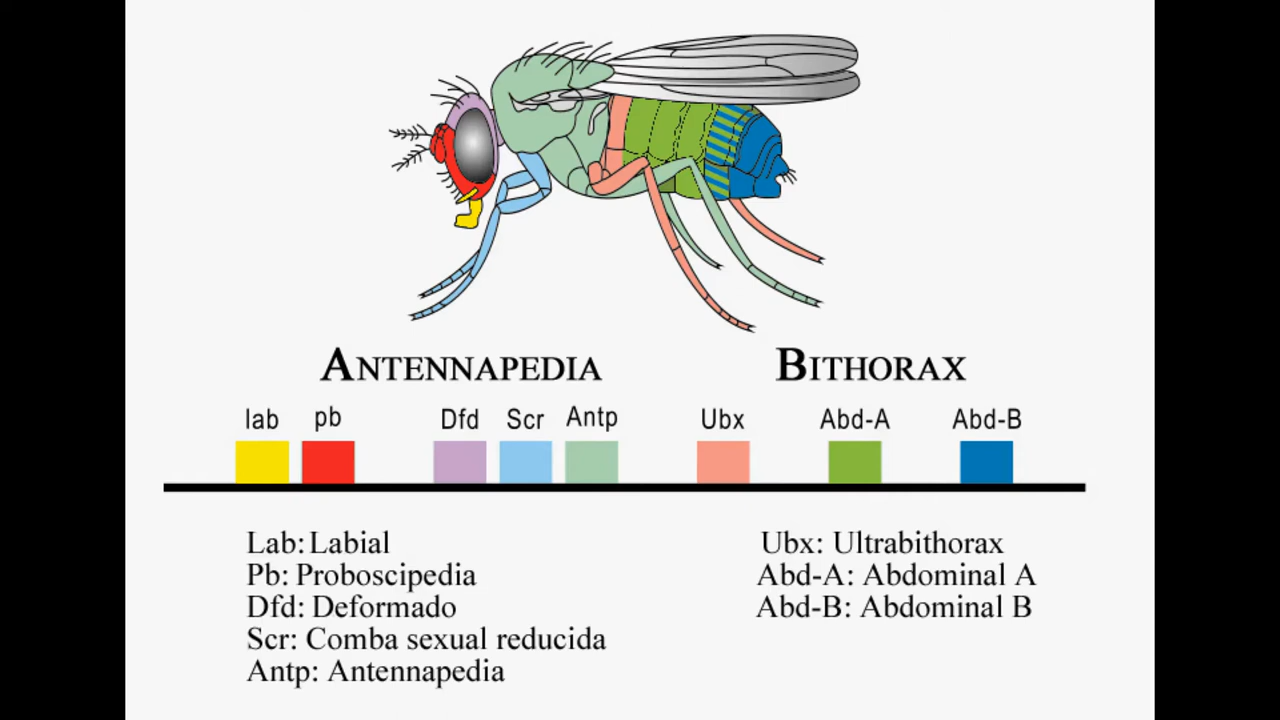 ANTENNAPEDIA BITHORAX
lab pb Dfd Scr Antp Ubx Abd-A Abd-B
Lab: Labial
Pb: Proboscipedia
Dfd: Deformado
Scr: Comba sexual reducida
Antp: Antennapedia
Ubx: Ultrabithorax
Abd-A: Abdominal A
Abd-B: Abdominal B